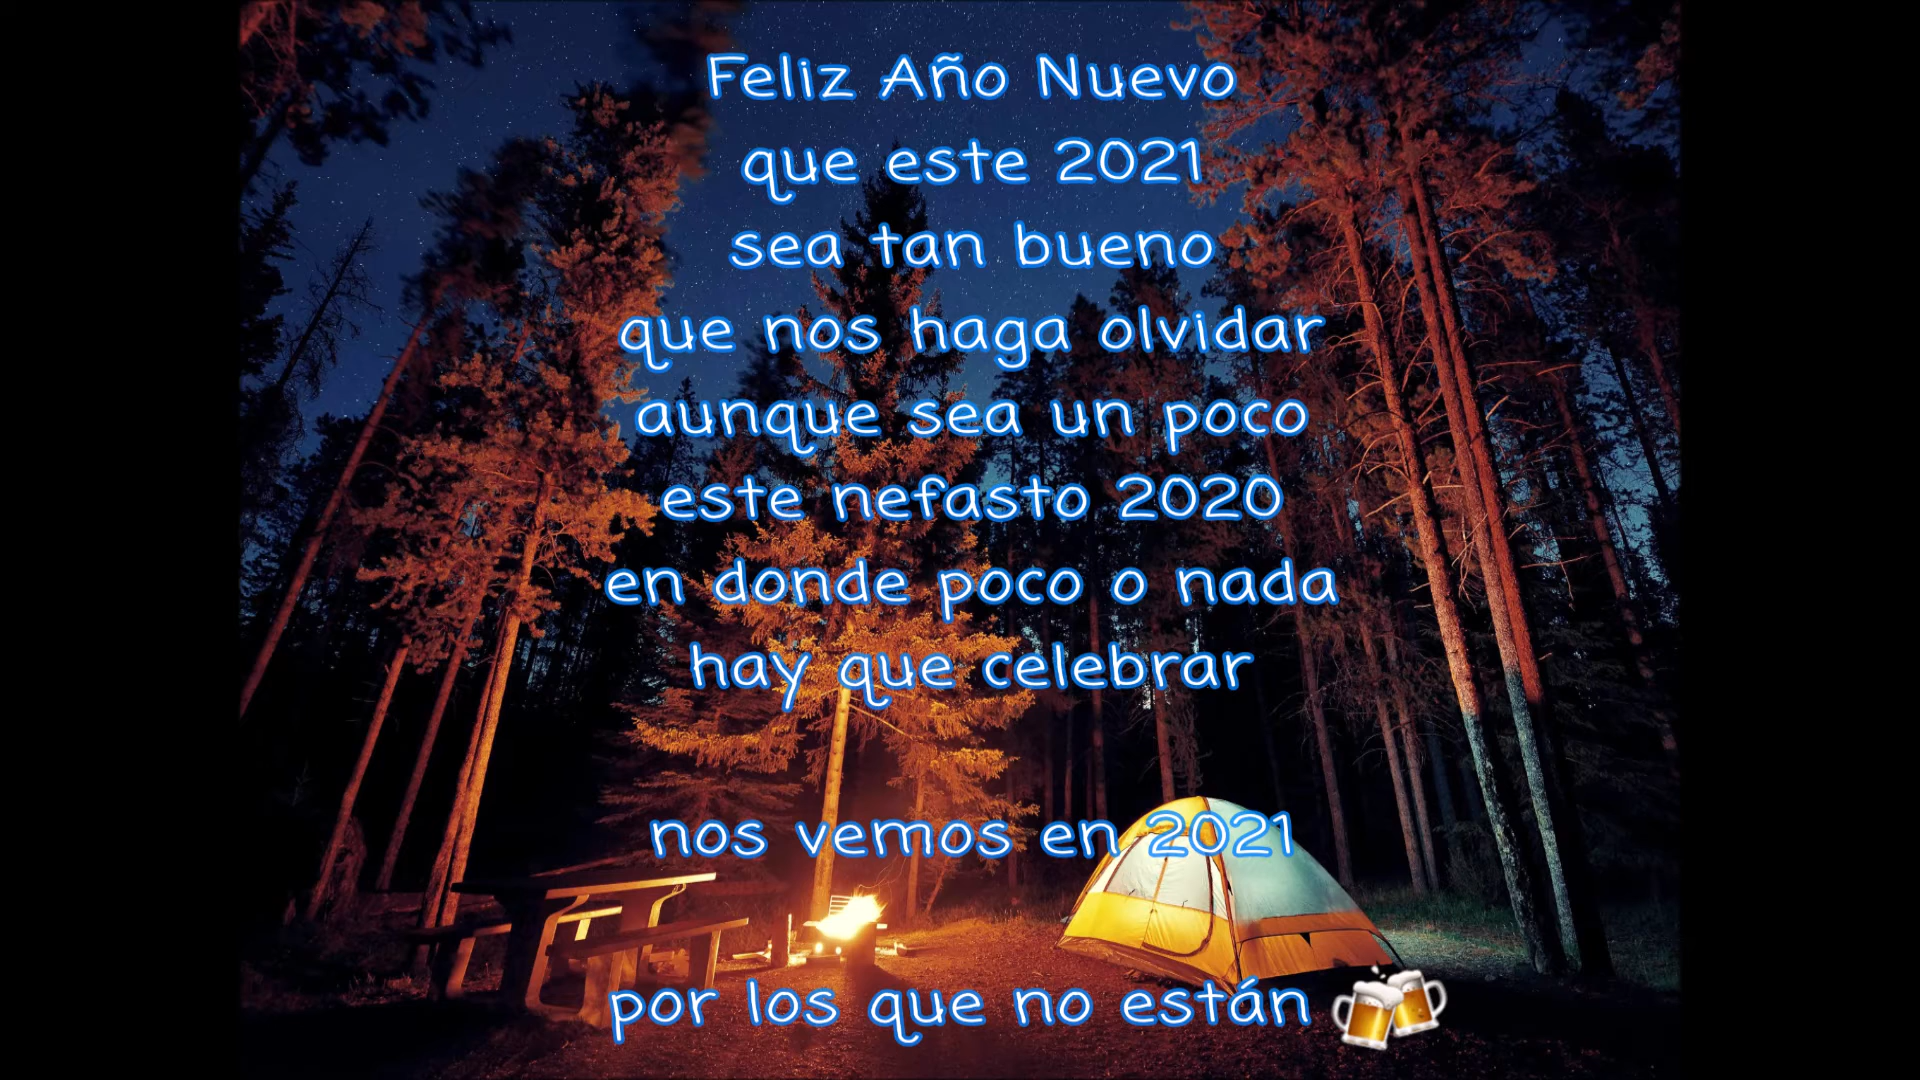 Feliz Año Nuevo
que este 2021
sea tan bueno
que nos haga olvidar
aunque sea un poco
este nefasto 2020
en donde poco o nada
hay que celebrar
nos vemos en 2021
por los que no están 🍻